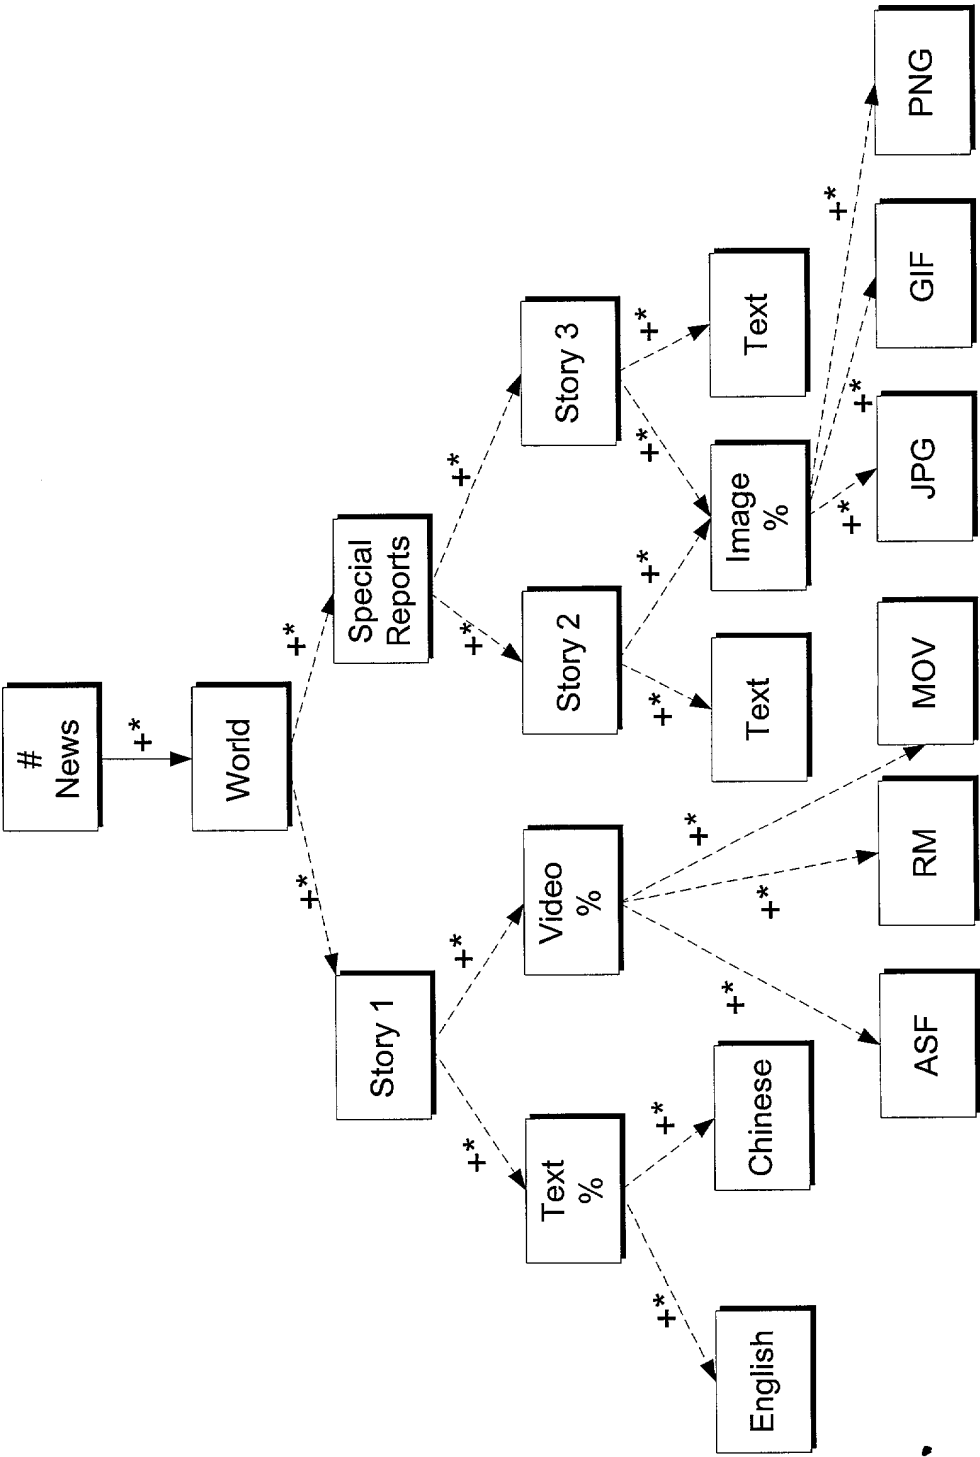 #
News
+*
World
+*
+*
Story 1
Special
Reports
+*
+*
+*
+*
Text
%
Video
%
Story 2
Story 3
+*
+*
+*
+*
+*
+*
+*
+*
+*
English
Chinese
Text
Image
%
Text
+*
+*
+*
ASF
RM
MOV
JPG
GIF
PNG